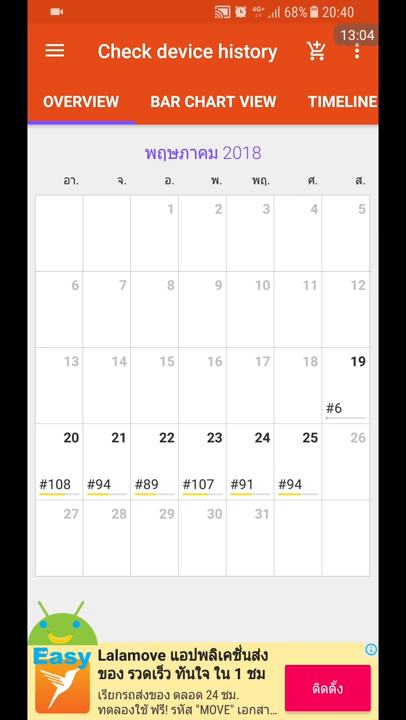 4G+ 68% 20:40
13:04
Check device history
OVERVIEW BAR CHART VIEW TIMELINE
พฤษภาคม 2018
อา. จ. อ. พ. พฤ. ศ. ส.
1 2 3 4 5
6 7 8 9 10 11 12
13 14 15 16 17 18 19
#6
20 21 22 23 24 25 26
#108 #94 #89 #107 #91 #94
27 28 29 30 31
Easy
Lalamove แอปพลิเคชั่นส่ง
ของ รวดเร็ว ทันใจ ใน 1 ชม
เรียกรถส่งของ ตลอด 24 ชม.
ทดลองใช้ ฟรี! รหัส "MOVE" เอกสา...
ติดตั้ง